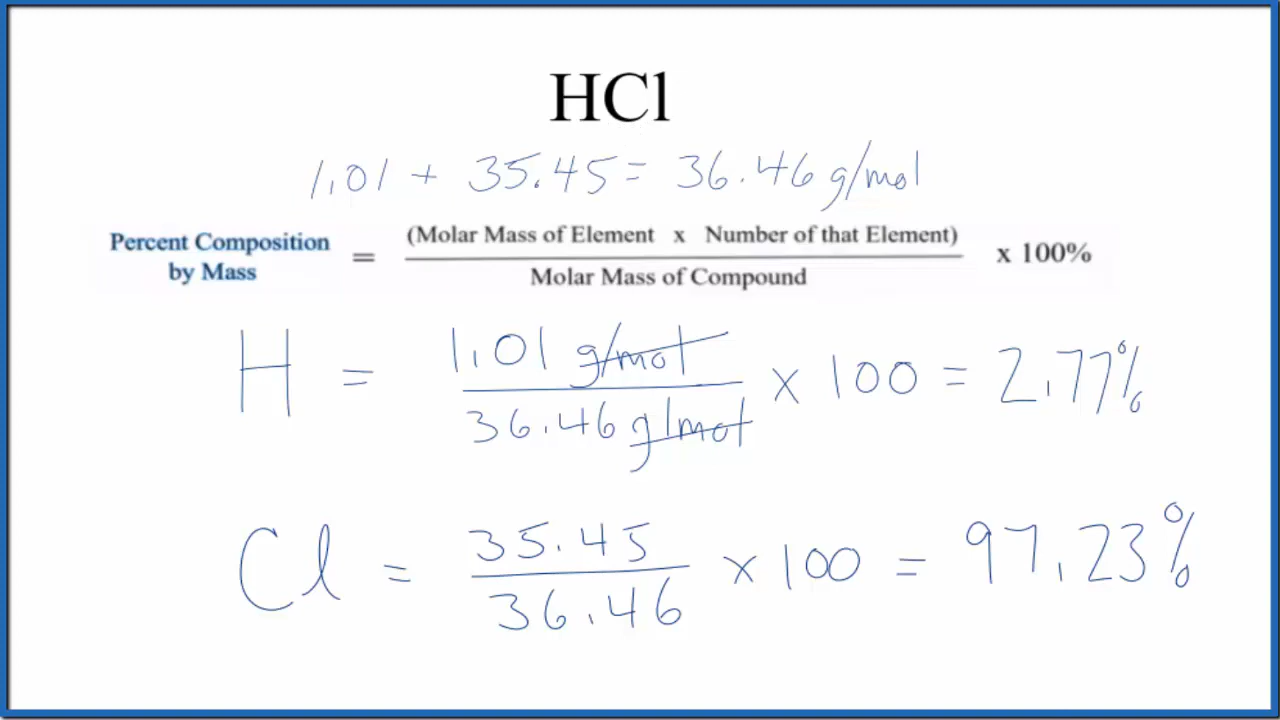 HCl
1.01 + 35.45 = 36.46 g/mol
Percent Composition by Mass = (Molar Mass of Element x Number of that Element) / Molar Mass of Compound x 100%
H = 1.01 g/mol / 36.46 g/mol x 100 = 2.77%
Cl = 35.45 / 36.46 x 100 = 97.23%